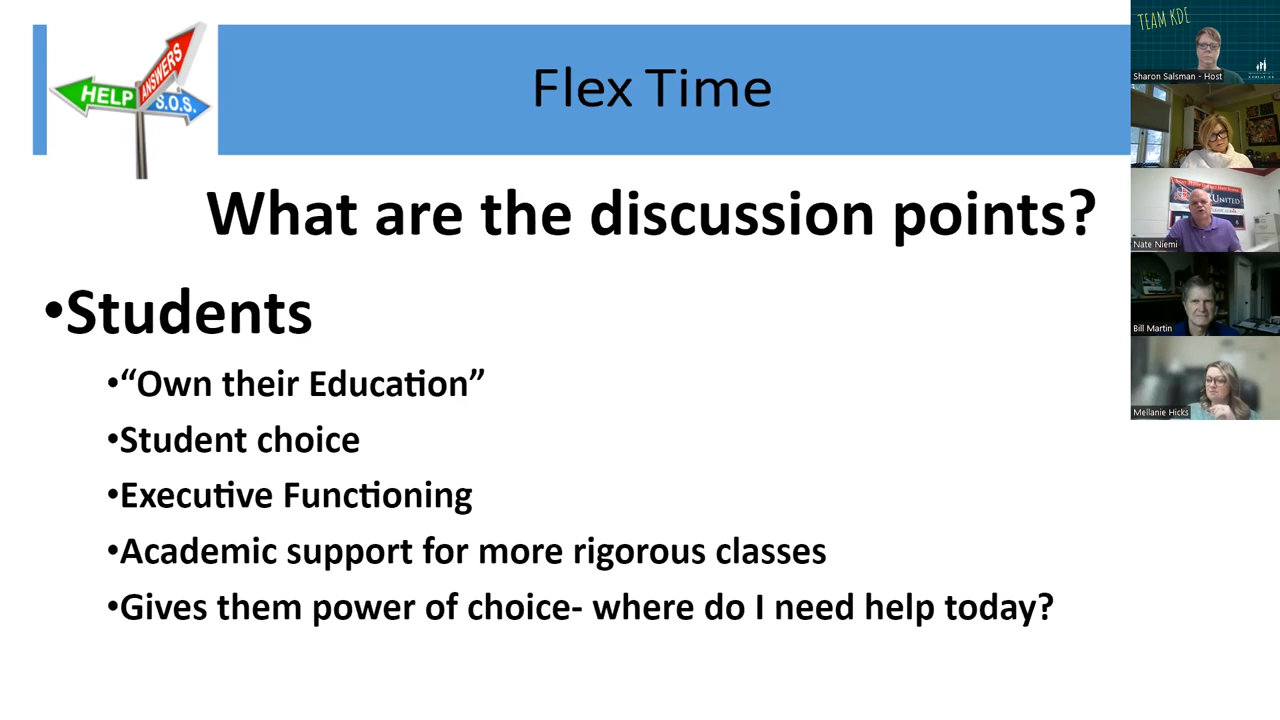 HELP
ANSWERS
S.O.S.
Flex Time
What are the discussion points?
•Students
•“Own their Education”
•Student choice
•Executive Functioning
•Academic support for more rigorous classes
•Gives them power of choice- where do I need help today?
TEAM KDE
Sharon Salsman - Host
UNITED
Nate Niemi
Bill Martin
Mellanie Hicks